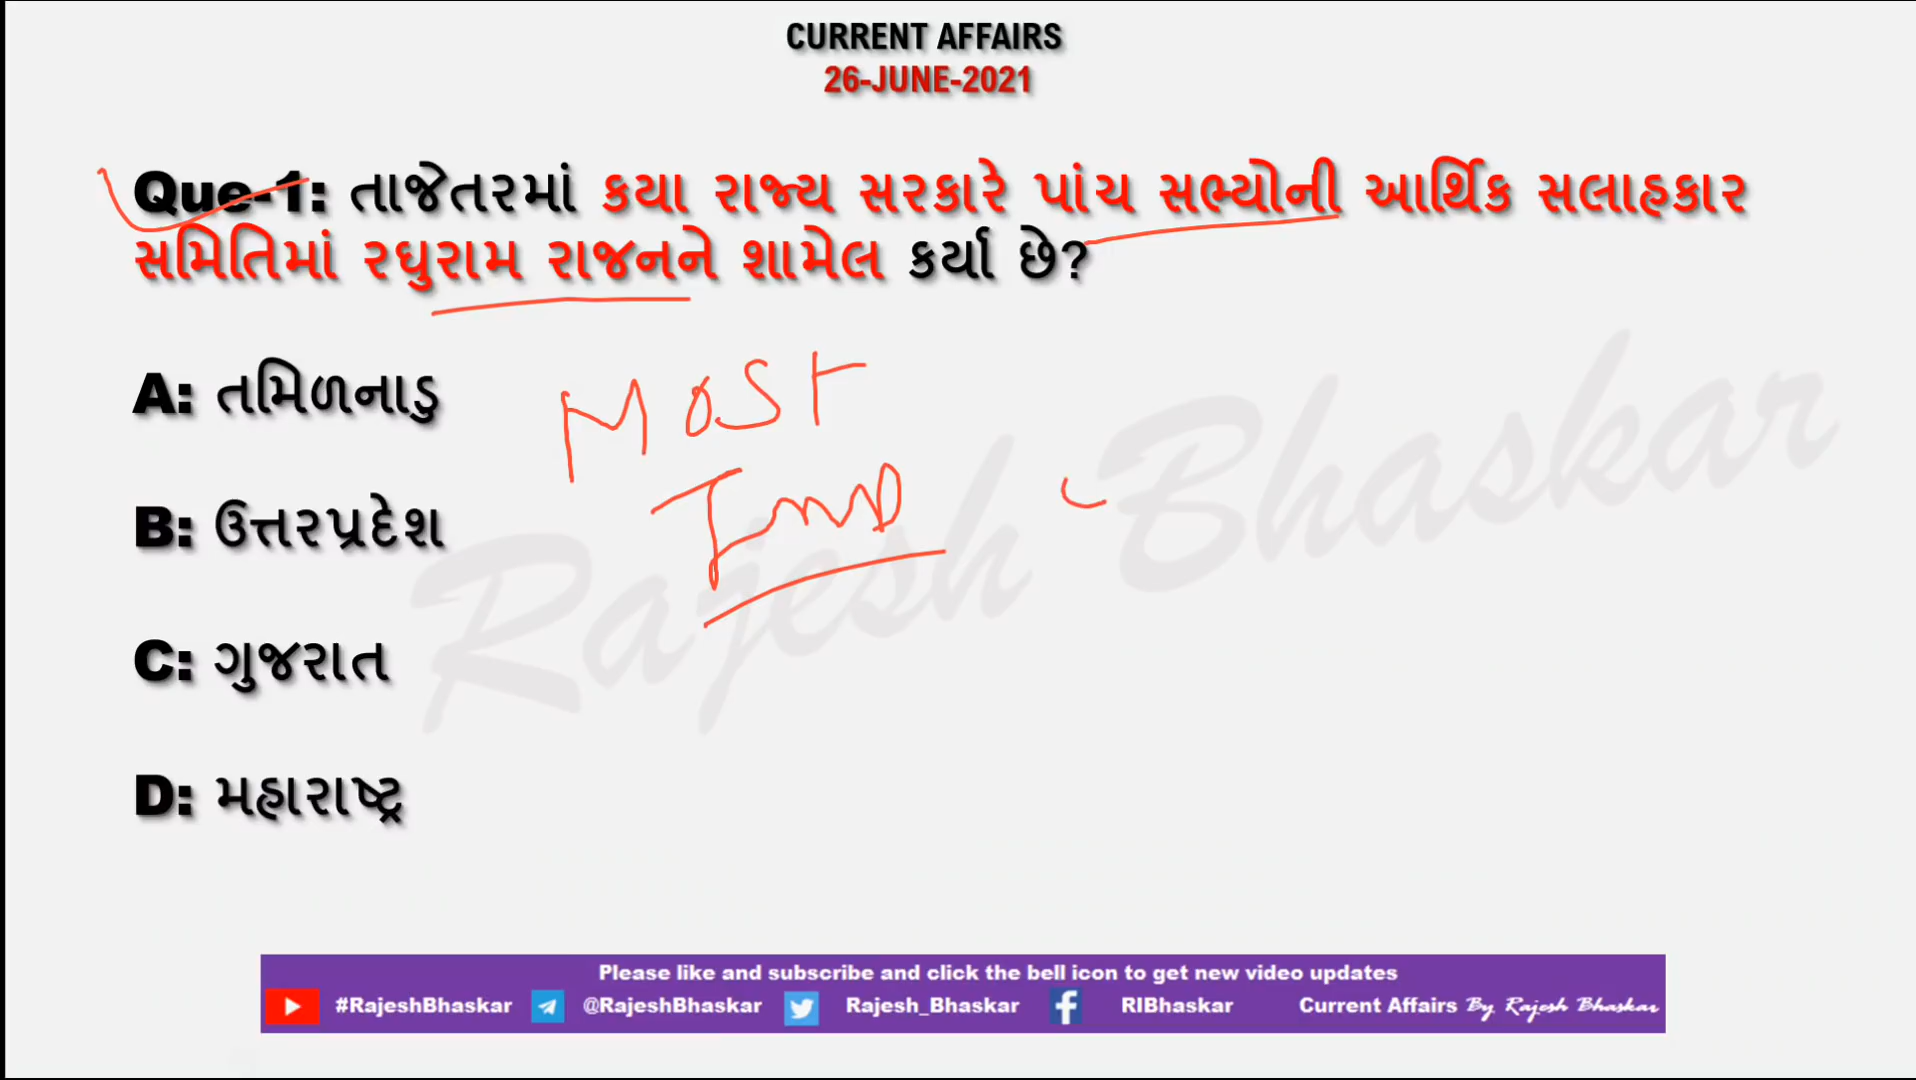 CURRENT AFFAIRS
26-JUNE-2021
Que-1: તાજેતરમાં કયા રાજ્ય સરકારે પાંચ સભ્યોની આર્થિક સલાહકાર
સમિતિમાં રઘુરામ રાજનને શામેલ કર્યા છે?
A: તમિળનાડુ
Most
Imp
B: ઉત્તરપ્રદેશ
C: ગુજરાત
D: મહારાષ્ટ્ર
Rajesh Bhaskar
Please like and subscribe and click the bell icon to get new video updates
#RajeshBhaskar @RajeshBhaskar Rajesh_Bhaskar RIBhaskar Current Affairs By Rajesh Bhaskar